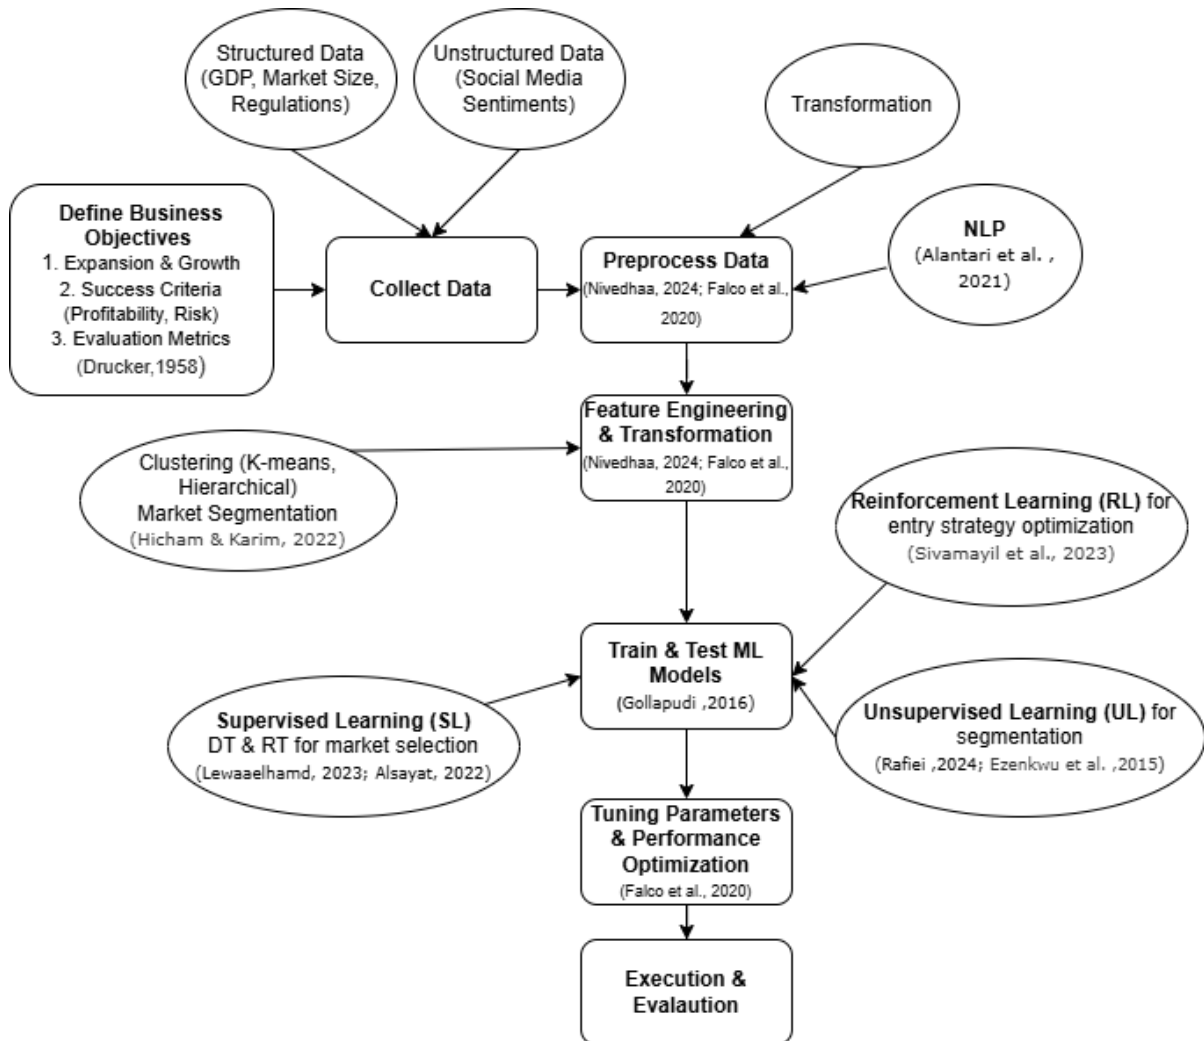 Structured Data
(GDP, Market Size,
Regulations)
Unstructured Data
(Social Media
Sentiments)
Transformation
Define Business
Objectives
1. Expansion & Growth
2. Success Criteria
(Profitability, Risk)
3. Evaluation Metrics
(Drucker,1958)
Collect Data
Preprocess Data
(Nivedhaa, 2024; Falco et al.,
2020)
NLP
(Alantari et al. ,
2021)
Feature Engineering
& Transformation
(Nivedhaa, 2024; Falco et al.,
2020)
Clustering (K-means,
Hierarchical)
Market Segmentation
(Hicham & Karim, 2022)
Reinforcement Learning (RL) for
entry strategy optimization
(Sivamayil et al., 2023)
Train & Test ML
Models
(Gollapudi ,2016)
Supervised Learning (SL)
DT & RT for market selection
(Lewaaelhamd, 2023; Alsayat, 2022)
Unsupervised Learning (UL) for
segmentation
(Rafiei ,2024; Ezenkwu et al. ,2015)
Tuning Parameters
& Performance
Optimization
(Falco et al., 2020)
Execution &
Evalaution